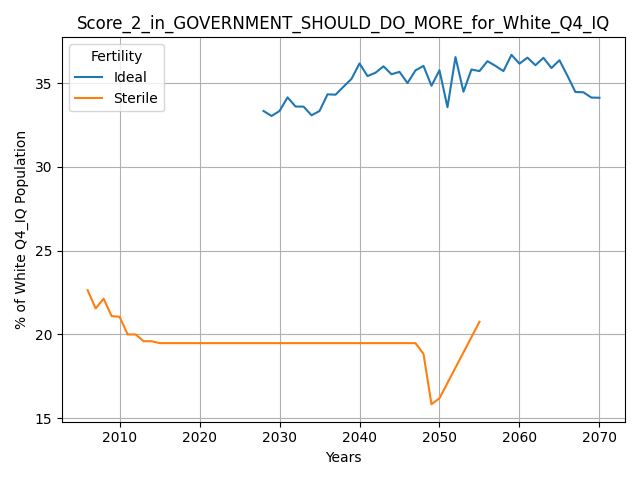 Score_2_in_GOVERNMENT_SHOULD_DO_MORE_for_White_Q4_IQ
Fertility
Ideal
Sterile
% of White Q4_IQ Population
35
30
25
20
15
2010 2020 2030 2040 2050 2060 2070
Years